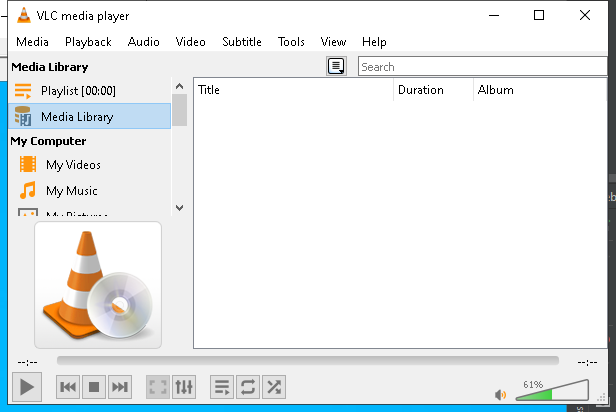 VLC media player
Media Playback Audio Video Subtitle Tools View Help
Media Library
Search
Playlist [00:00]
Title Duration Album
Media Library
My Computer
My Videos
My Music
My Pictures
--:-- --:--
61%